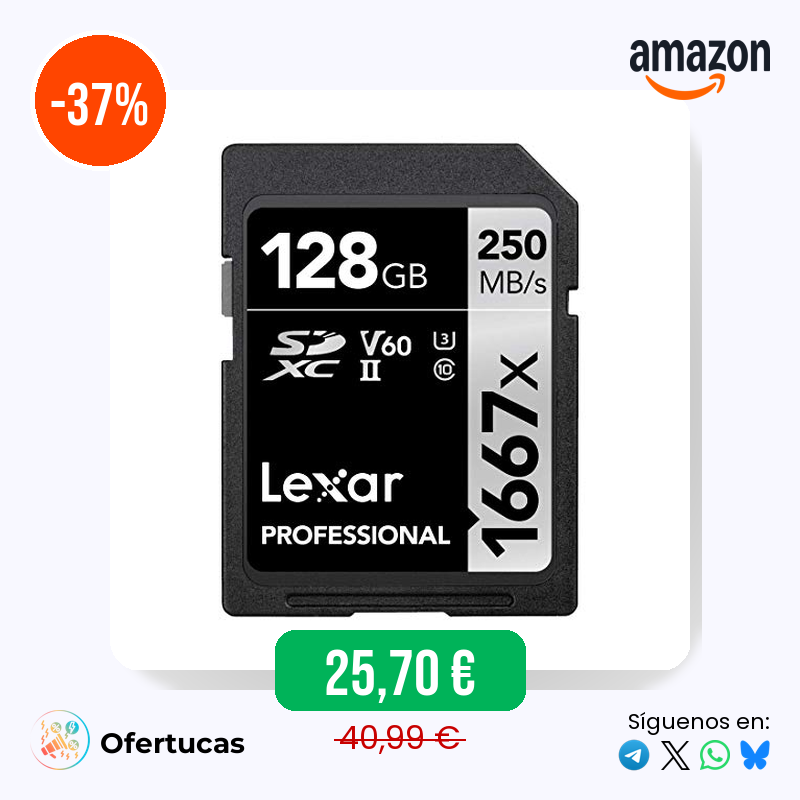 -37%
amazon
128GB
250
MB/s
SD
XC
V60
II
3
10
1667x
Lexar
PROFESSIONAL
25,70 €
40,99 €
Ofertucas
Síguenos en: